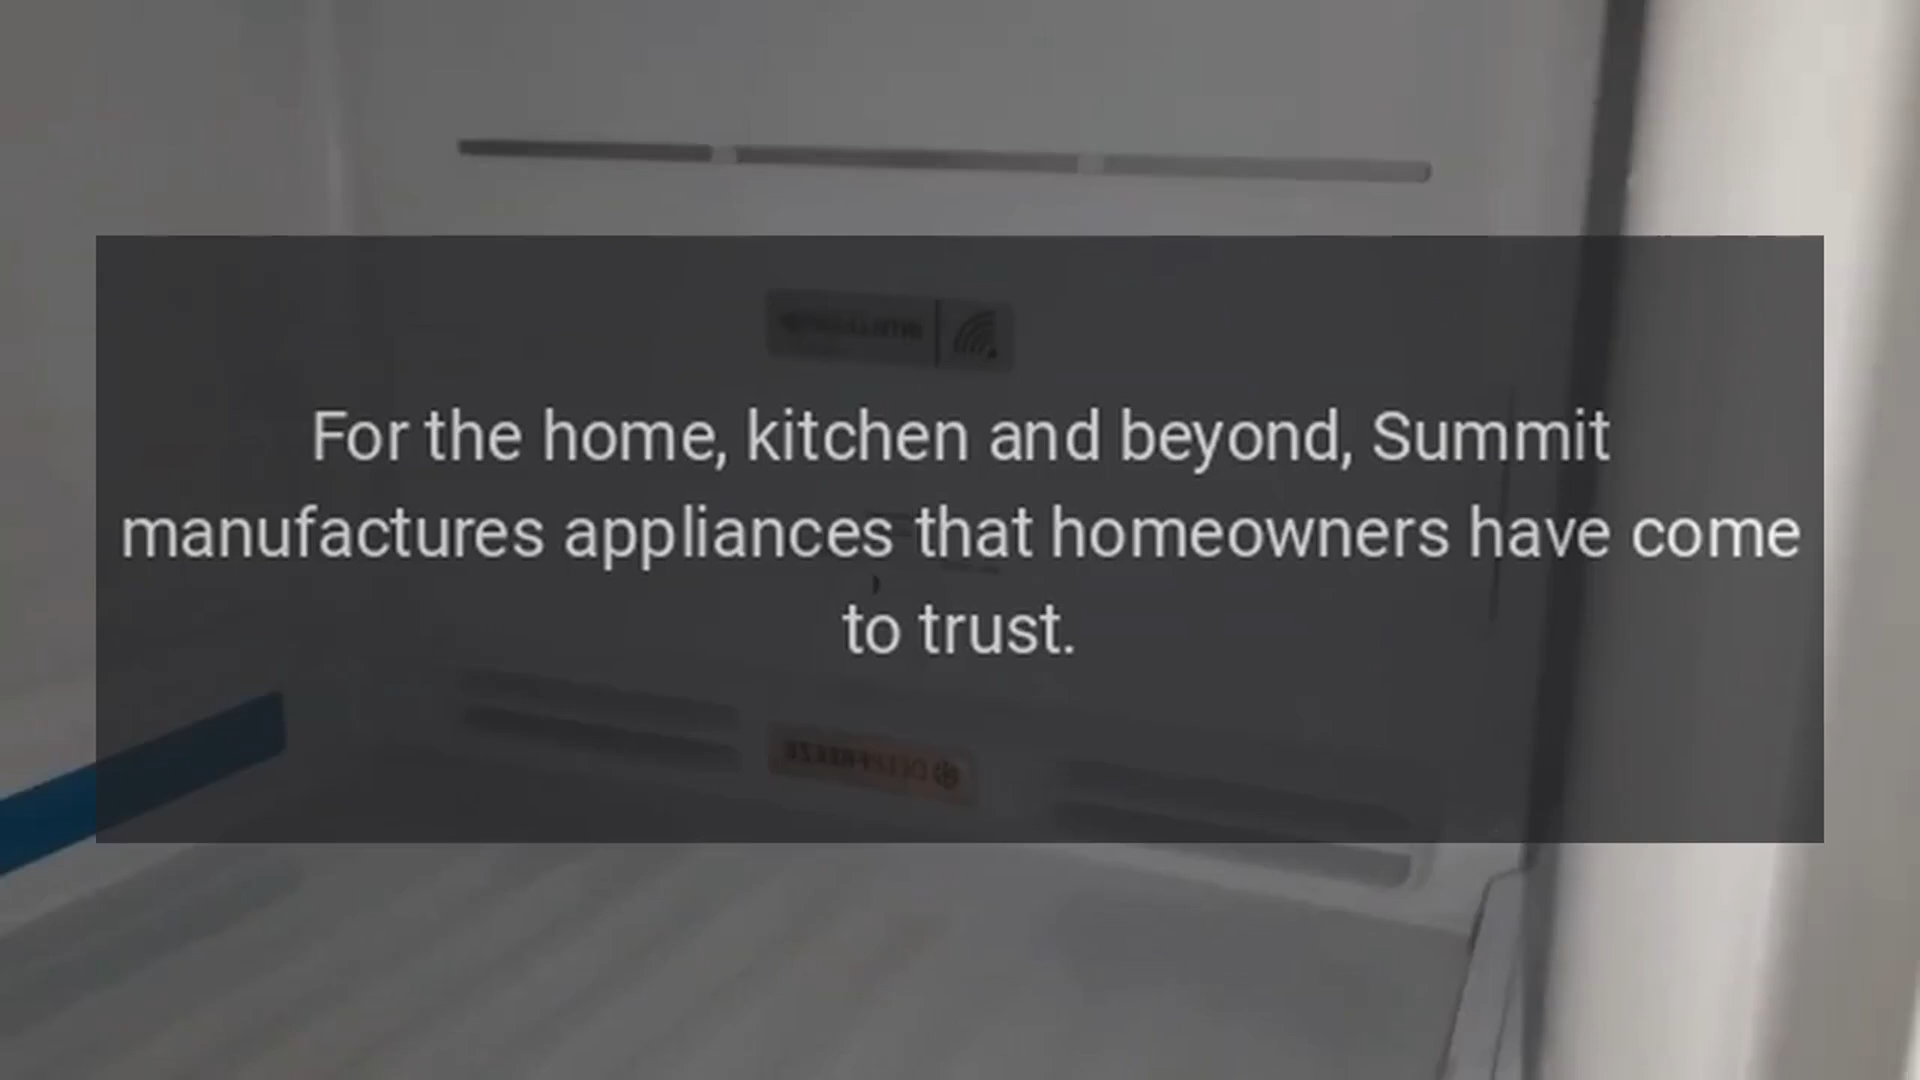 For the home, kitchen and beyond, Summit
manufactures appliances that homeowners have come
to trust.